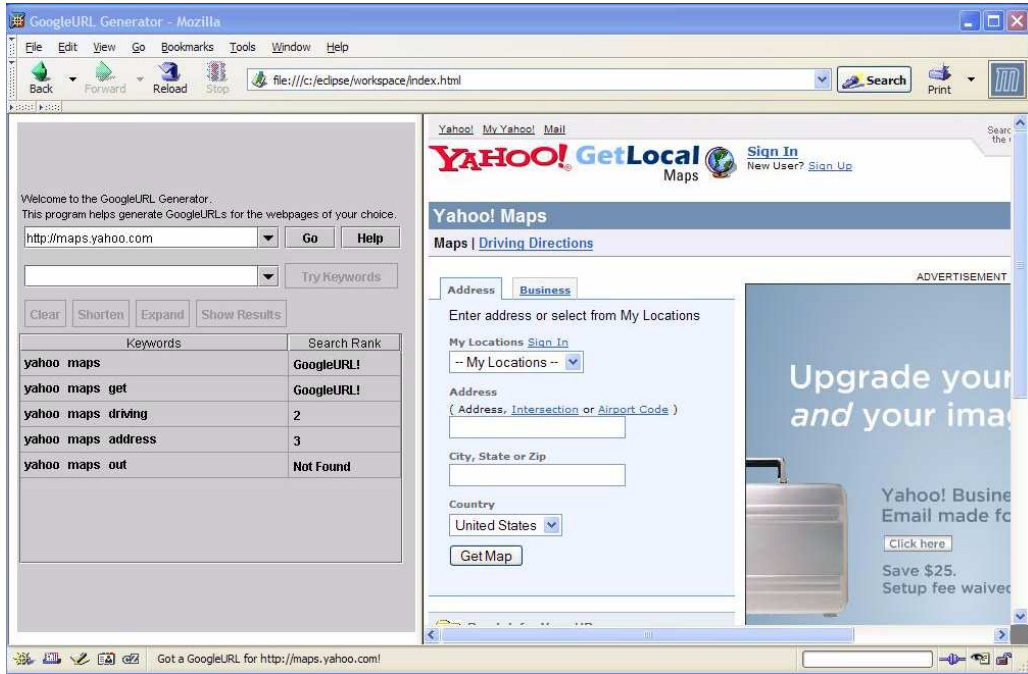 GoogleURL Generator - Mozilla
File Edit View Go Bookmarks Tools Window Help
Back Forward Reload Stop
file:///c:/eclipse/workspace/index.html
Search
Print
Welcome to the GoogleURL Generator.
This program helps generate GoogleURLs for the webpages of your choice.
http://maps.yahoo.com
Go Help
Try Keywords
Clear Shorten Expand Show Results
Keywords Search Rank
yahoo maps GoogleURL!
yahoo maps get GoogleURL!
yahoo maps driving 2
yahoo maps address 3
yahoo maps out Not Found
Yahoo! My Yahoo! Mail
Searc
the
YAHOO! GetLocal
Maps
Sign In
New User? Sign Up
Yahoo! Maps
Maps | Driving Directions
ADVERTISEMENT
Address Business
Enter address or select from My Locations
My Locations Sign In
-- My Locations --
Address
( Address, Intersection or Airport Code )
City, State or Zip
Country
United States
Get Map
Upgrade your
and your ima
Yahoo! Busine
Email made fo
Click here
Save $25.
Setup fee waived
Got a GoogleURL for http://maps.yahoo.com!